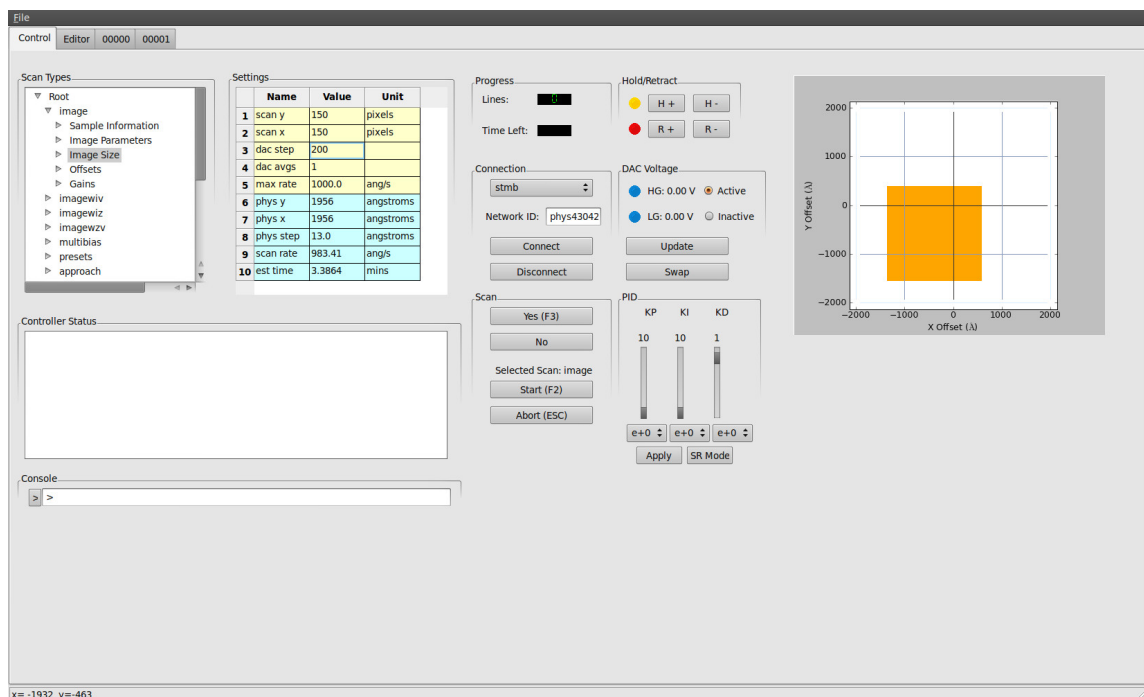 File
Control Editor 00000 00001
Scan Types
Root
image
Sample Information
Image Parameters
Image Size
Offsets
Gains
imagewiv
imagewiz
imagewzv
multibias
presets
approach
Settings
Name Value Unit
1 scan y 150 pixels
2 scan x 150 pixels
3 dac step 200
4 dac avgs 1
5 max rate 1000.0 ang/s
6 phys y 1956 angstroms
7 phys x 1956 angstroms
8 phys step 13.0 angstroms
9 scan rate 983.41 ang/s
10 est time 3.3864 mins
Controller Status
Console
> >
Progress
Lines: 0
Time Left:
Connection
stmb
Network ID: phys43042
Connect
Disconnect
Scan
Yes (F3)
No
Selected Scan: image
Start (F2)
Abort (ESC)
Hold/Retract
H + H -
R + R -
DAC Voltage
HG: 0.00 V Active
LG: 0.00 V Inactive
Update
Swap
PID
KP KI KD
10 10 1
e+0 e+0 e+0
Apply SR Mode
Y Offset (λ)
2000
1000
0
−1000
−2000
−2000 −1000 0 1000 2000
X Offset (λ)
x= -1932 y=-463